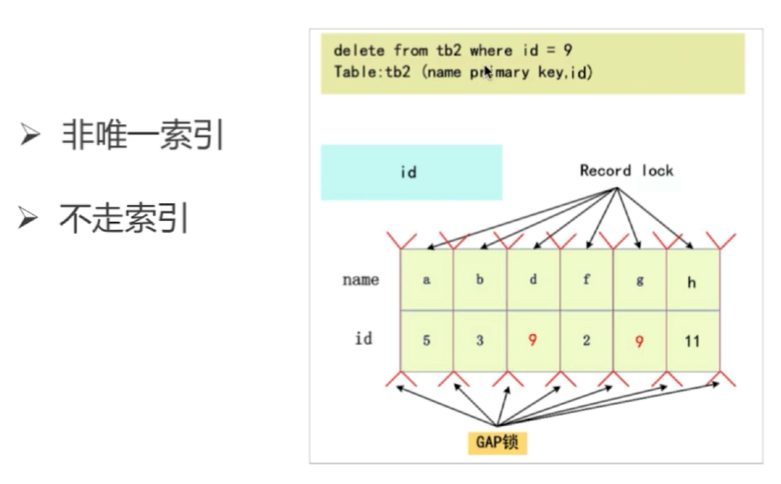 delete from tb2 where id = 9
Table:tb2 (name primary key,id)
➢ 非唯一索引
➢ 不走索引
id
Record lock
name a b d f g h
id 5 3 9 2 9 11
GAP锁